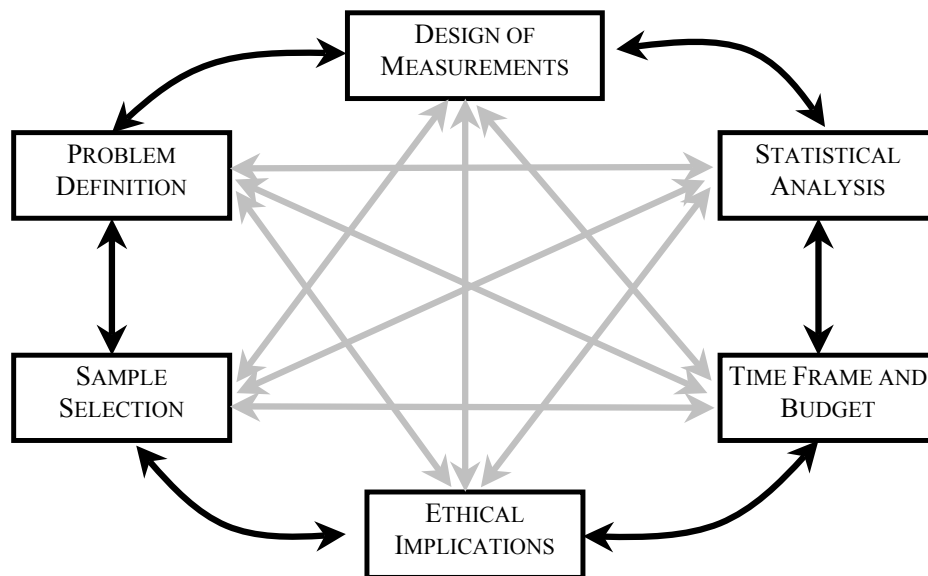 DESIGN OF
MEASUREMENTS
PROBLEM
DEFINITION
STATISTICAL
ANALYSIS
SAMPLE
SELECTION
TIME FRAME AND
BUDGET
ETHICAL
IMPLICATIONS